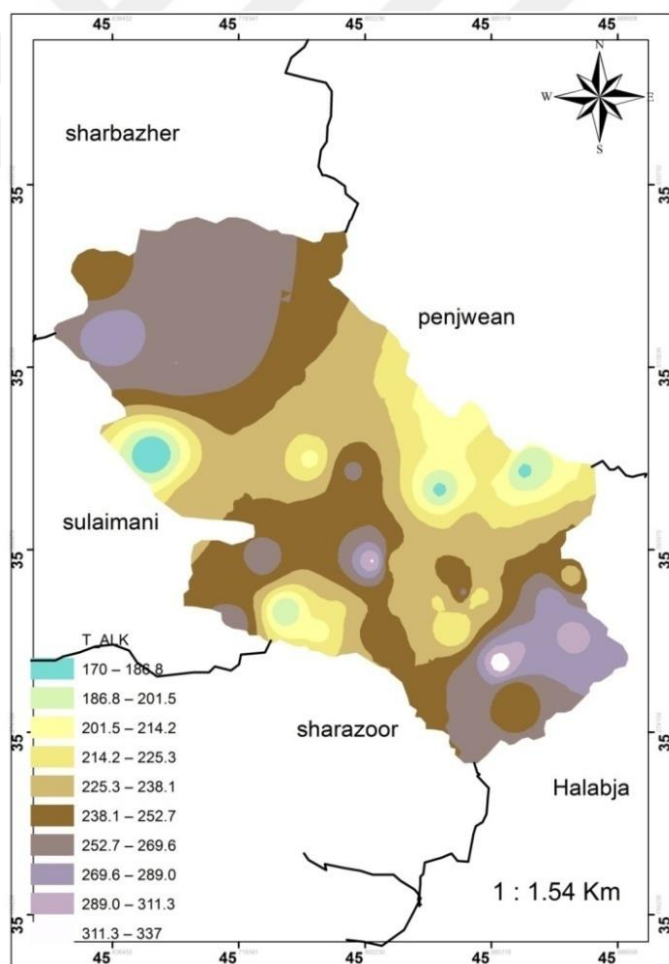 45 45 45 45 45
N
W E
S
sharbazher
35 35
penjwean
35 35
sulaimani
35 35
T_ALK
170 – 186.8
186.8 – 201.5
201.5 – 214.2
214.2 – 225.3
225.3 – 238.1
238.1 – 252.7
252.7 – 269.6
269.6 – 289.0
289.0 – 311.3
311.3 – 337
sharazoor
35 35
Halabja
1 : 1.54 Km
35 35
45 45 45 45 45